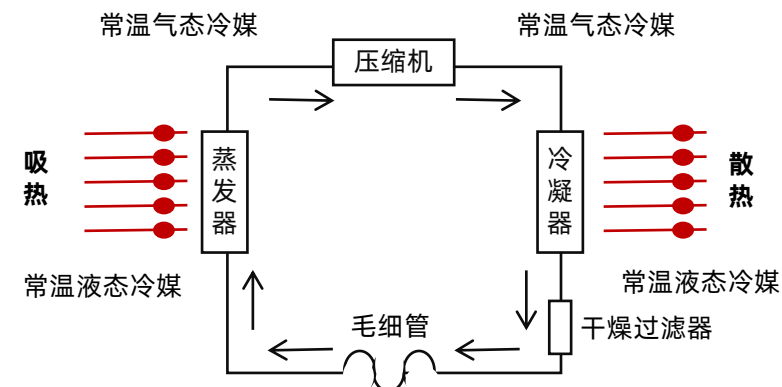 常温气态冷媒
常温气态冷媒
压缩机
吸热
蒸发器
冷凝器
散热
常温液态冷媒
常温液态冷媒
毛细管
干燥过滤器